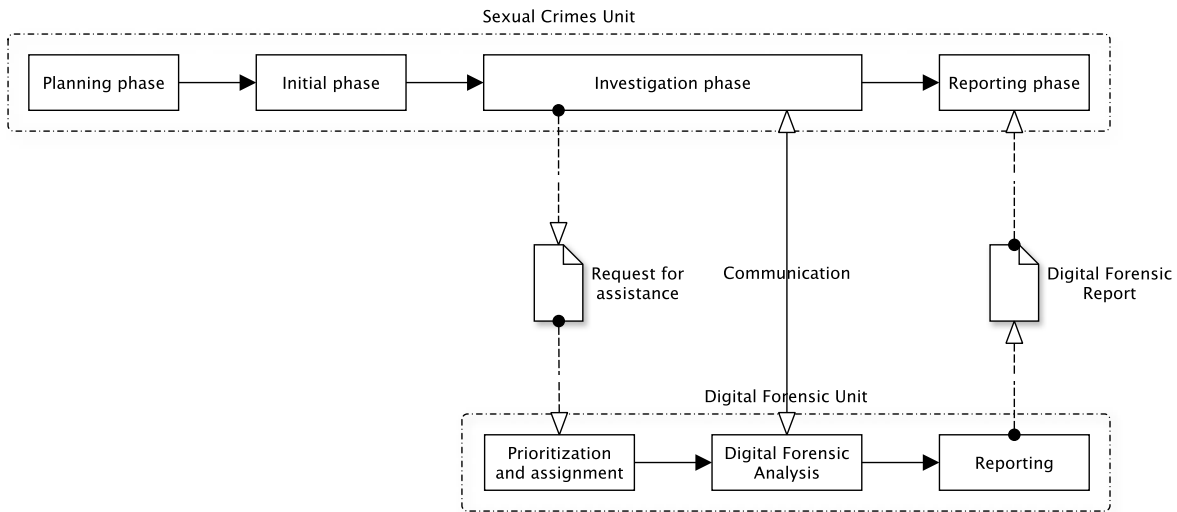 Sexual Crimes Unit
Planning phase
Initial phase
Investigation phase
Reporting phase
Request for
assistance
Communication
Digital Forensic
Report
Digital Forensic Unit
Prioritization
and assignment
Digital Forensic
Analysis
Reporting